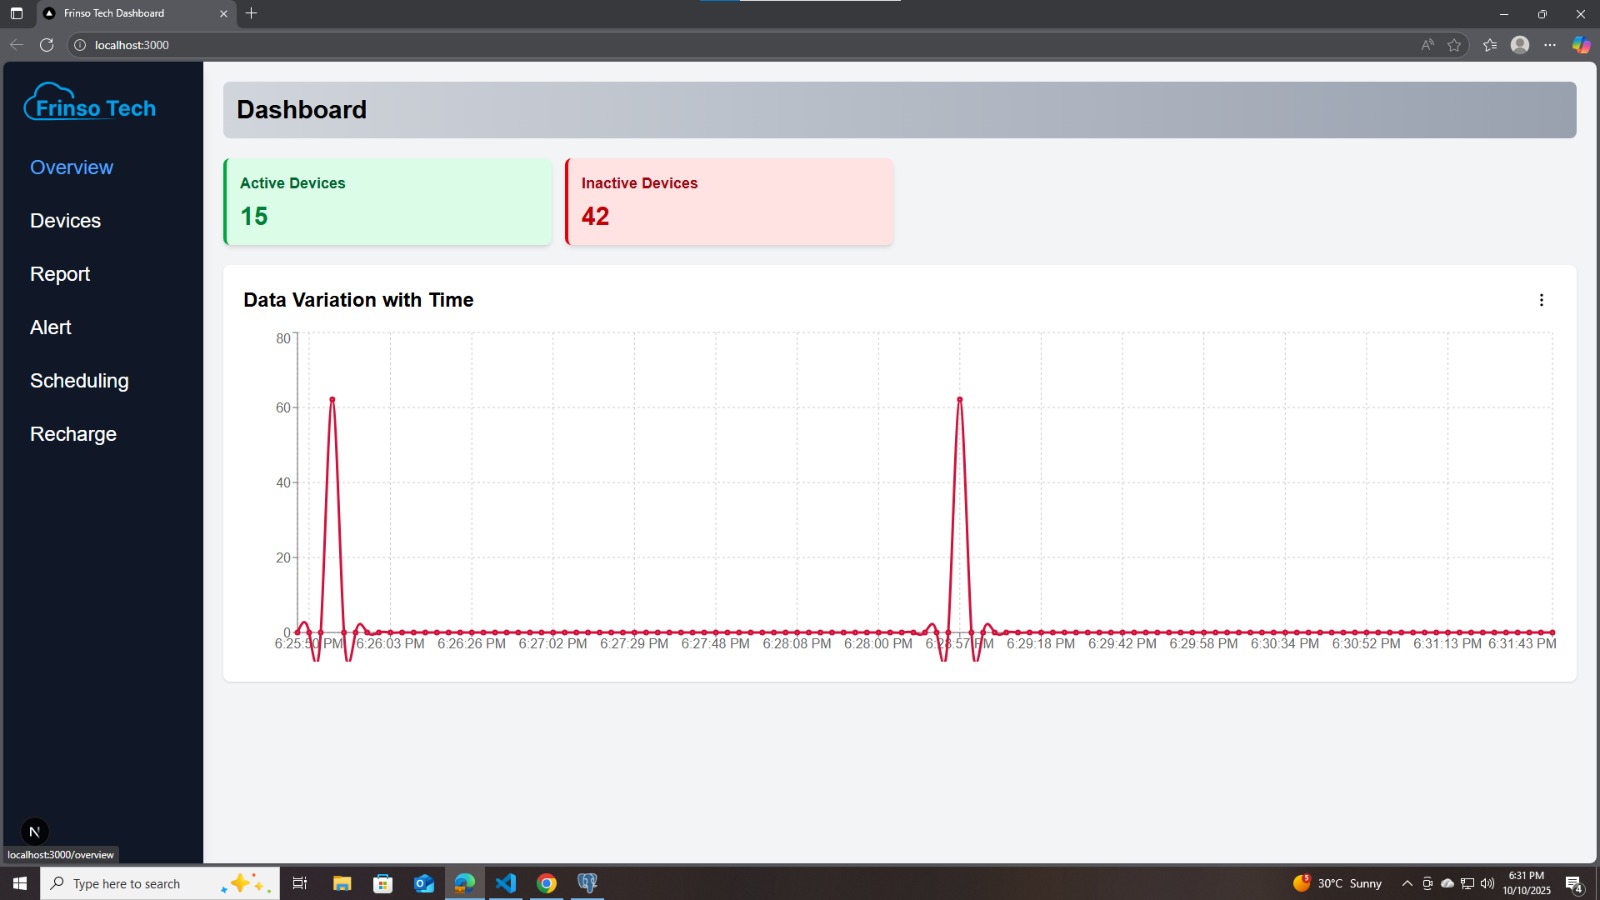 Frinso Tech Dashboard
localhost:3000
Frinso Tech
Overview
Devices
Report
Alert
Scheduling
Recharge
Dashboard
Active Devices
15
Inactive Devices
42
Data Variation with Time
80
60
40
20
0
6:25:50 PM 6:26:03 PM 6:26:26 PM 6:27:02 PM 6:27:29 PM 6:27:48 PM 6:28:08 PM 6:28:00 PM 6:28:57 PM 6:29:18 PM 6:29:42 PM 6:29:58 PM 6:30:34 PM 6:30:52 PM 6:31:13 PM 6:31:43 PM
N
localhost:3000/overview
Type here to search
5
30°C Sunny
6:31 PM
10/10/2025
4